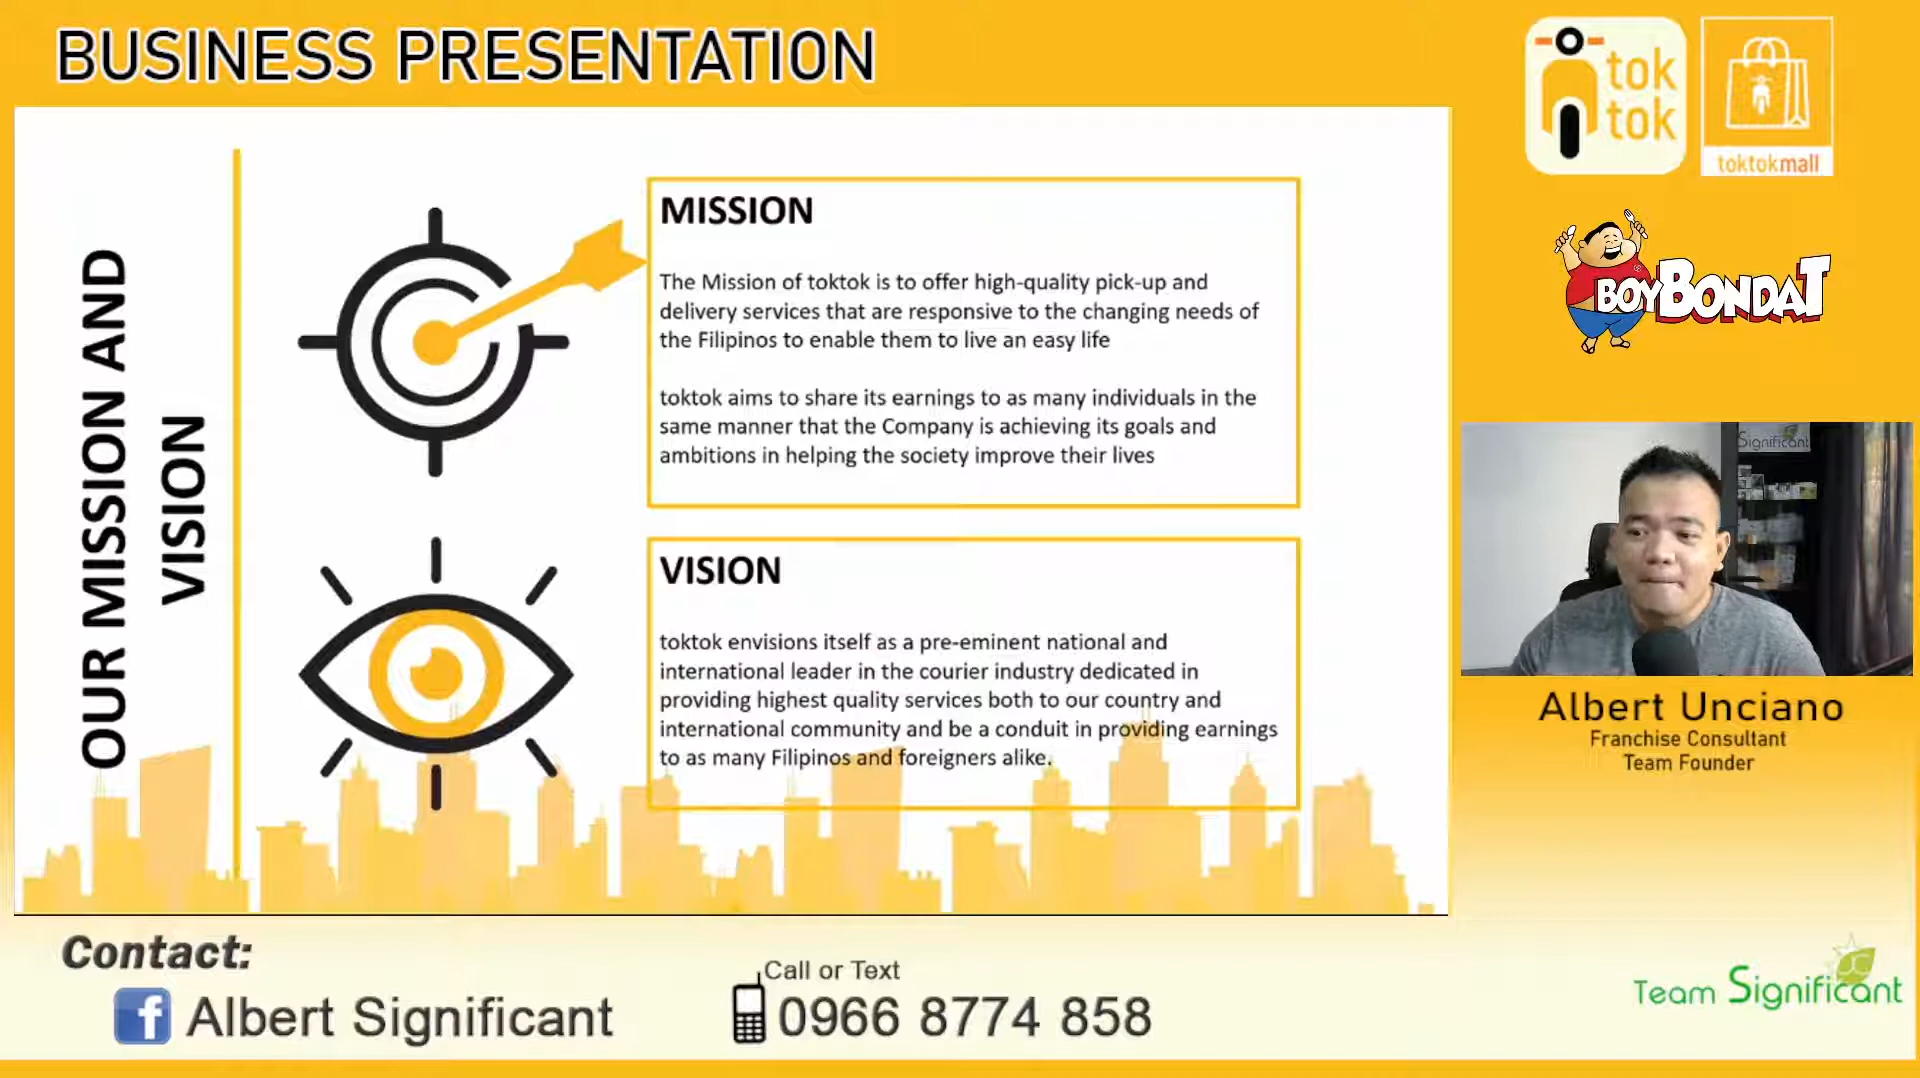 BUSINESS PRESENTATION
tok
tok
toktokmall
BOYBONDAT
OUR MISSION AND
VISION
MISSION
The Mission of toktok is to offer high-quality pick-up and
delivery services that are responsive to the changing needs of
the Filipinos to enable them to live an easy life
toktok aims to share its earnings to as many individuals in the
same manner that the Company is achieving its goals and
ambitions in helping the society improve their lives
VISION
toktok envisions itself as a pre-eminent national and
international leader in the courier industry dedicated in
providing highest quality services both to our country and
international community and be a conduit in providing earnings
to as many Filipinos and foreigners alike.
Significant
Albert Unciano
Franchise Consultant
Team Founder
Contact:
f Albert Significant
Call or Text
0966 8774 858
JC
Team Significant